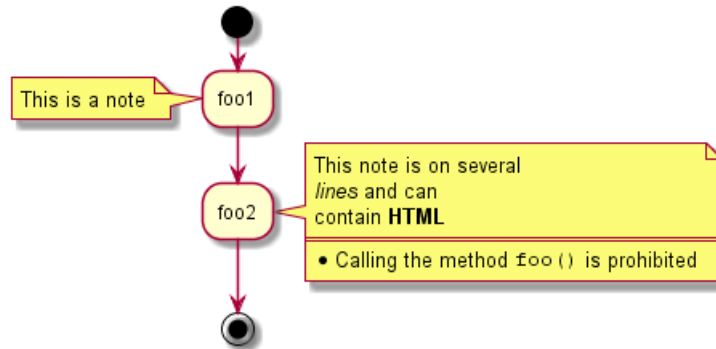 This is a note
foo1
This note is on several
lines and can
contain HTML
foo2
• Calling the method foo() is prohibited